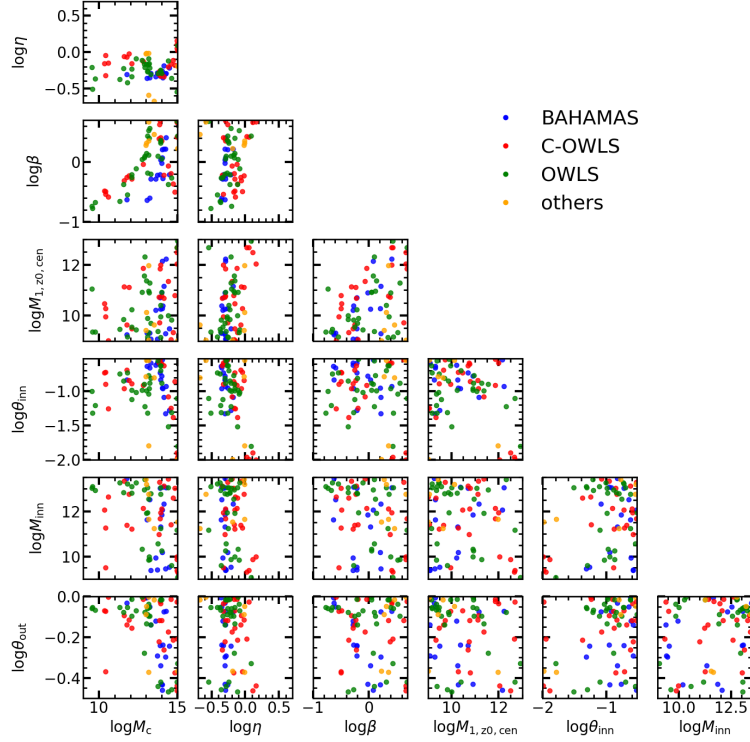 0.5
0.0
−0.5
logη
BAHAMAS
C-OWLS
OWLS
others
0
−1
logβ
12
10
logM1, z0, cen
−1.0
−1.5
−2.0
logθinn
12
10
logMinn
0.0
−0.2
−0.4
logθout
10 15
−0.5 0.0 0.5
−1 0
10 12
−2 −1
10.0 12.5
logMc
logη
logβ
logM1, z0, cen
logθinn
logMinn